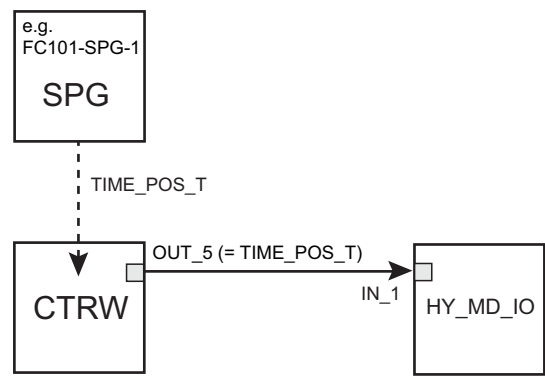 e.g.
FC101-SPG-1
SPG
TIME_POS_T
OUT_5 (= TIME_POS_T)
CTRW
IN_1
HY_MD_IO